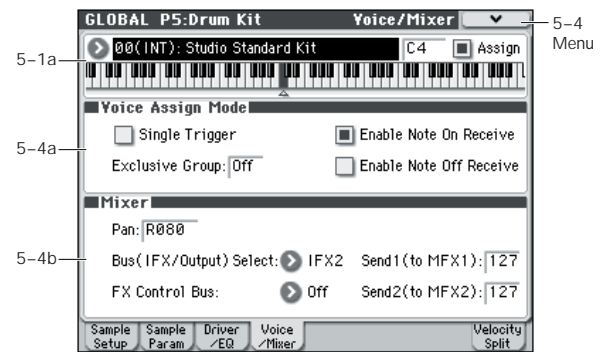 GLOBAL P5:Drum Kit Voice/Mixer
5–4
Menu
5–1a
00(INT): Studio Standard Kit C4 Assign
Voice Assign Mode
5–4a
Single Trigger Enable Note On Receive
Exclusive Group: Off Enable Note Off Receive
Mixer
5–4b
Pan: R080
Bus(IFX/Output) Select: IFX2 Send1(to MFX1): 127
FX Control Bus: Off Send2(to MFX2): 127
Sample Setup Sample Param Driver /EQ Voice /Mixer Velocity Split